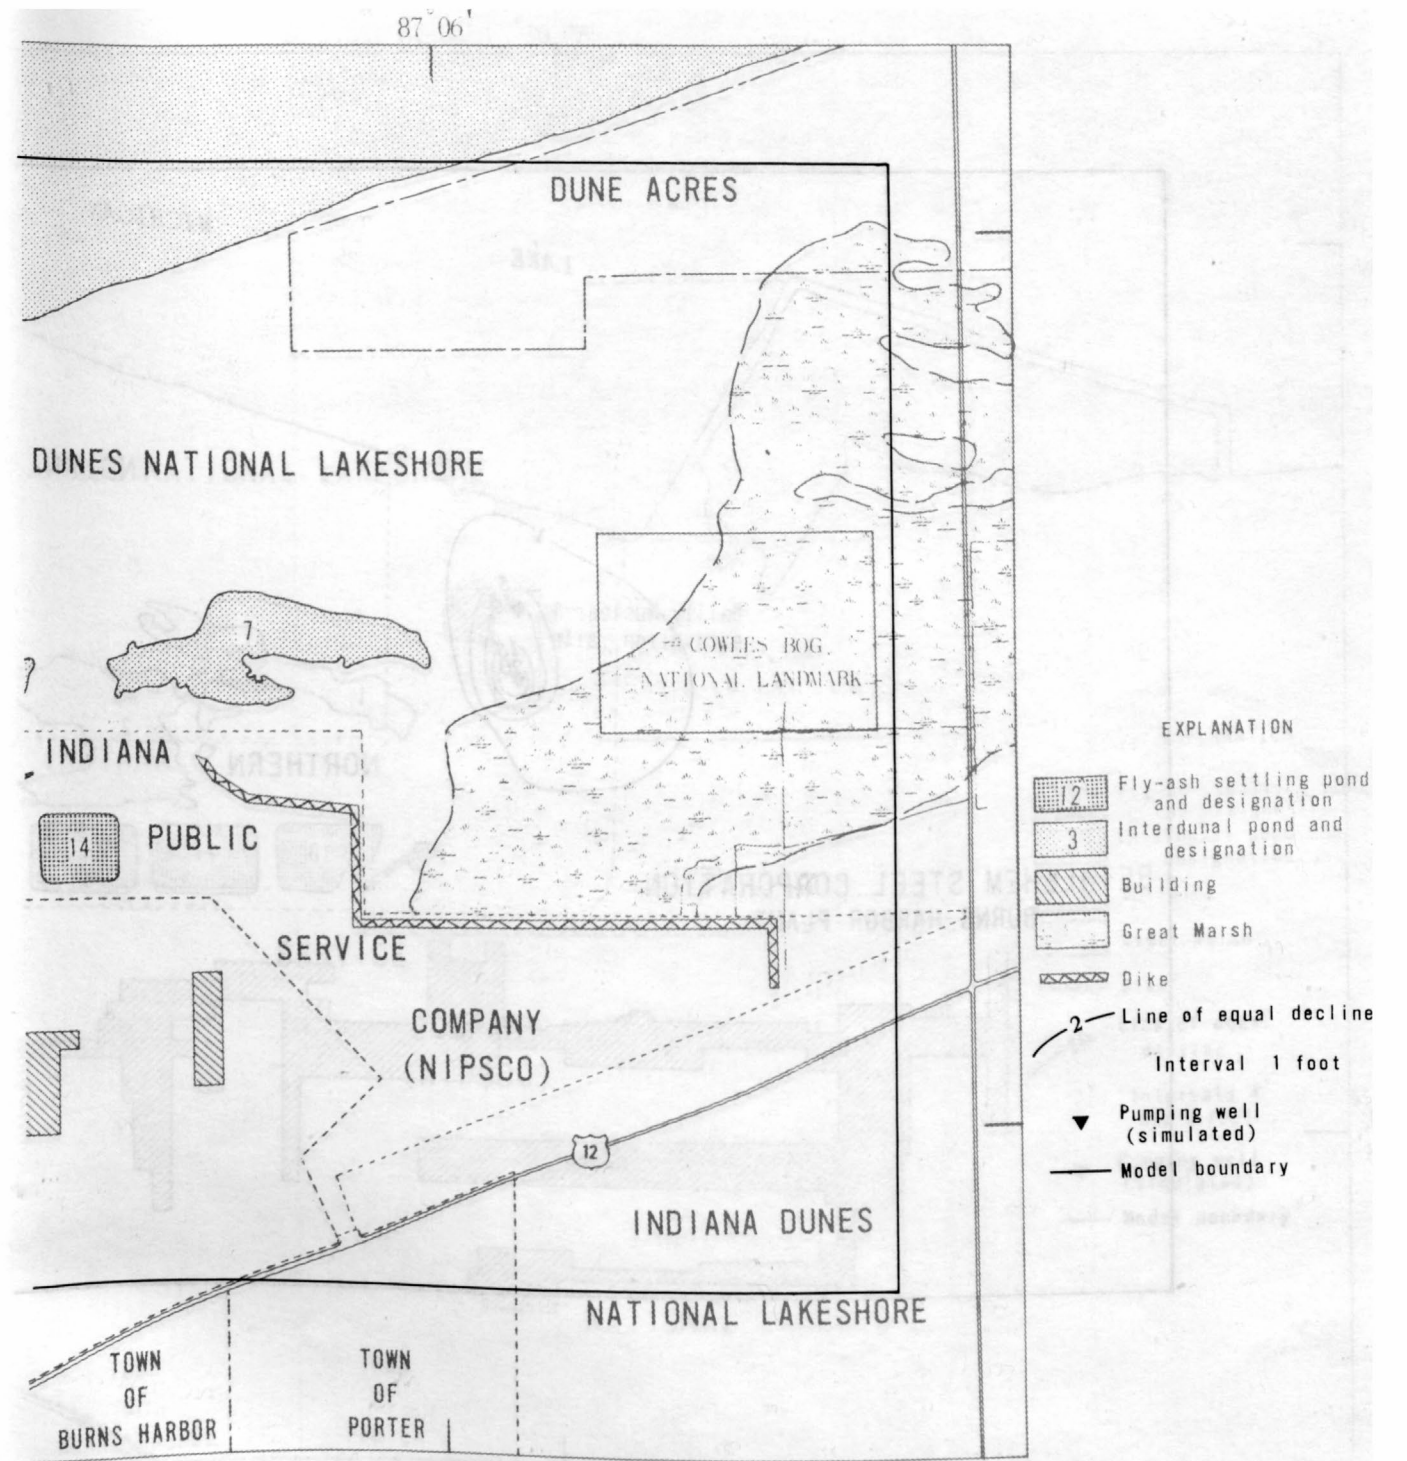 87°06'
DUNE ACRES
DUNES NATIONAL LAKESHORE
7
COWLES BOG
NATIONAL LANDMARK
INDIANA
14
PUBLIC
SERVICE
COMPANY
(NIPSCO)
12
INDIANA DUNES
NATIONAL LAKESHORE
TOWN
OF
BURNS HARBOR
TOWN
OF
PORTER
EXPLANATION
12
Fly-ash settling pond
and designation
3
Interdunal pond and
designation
Building
Great Marsh
Dike
2
Line of equal decline
Interval 1 foot
Pumping well
(simulated)
Model boundary